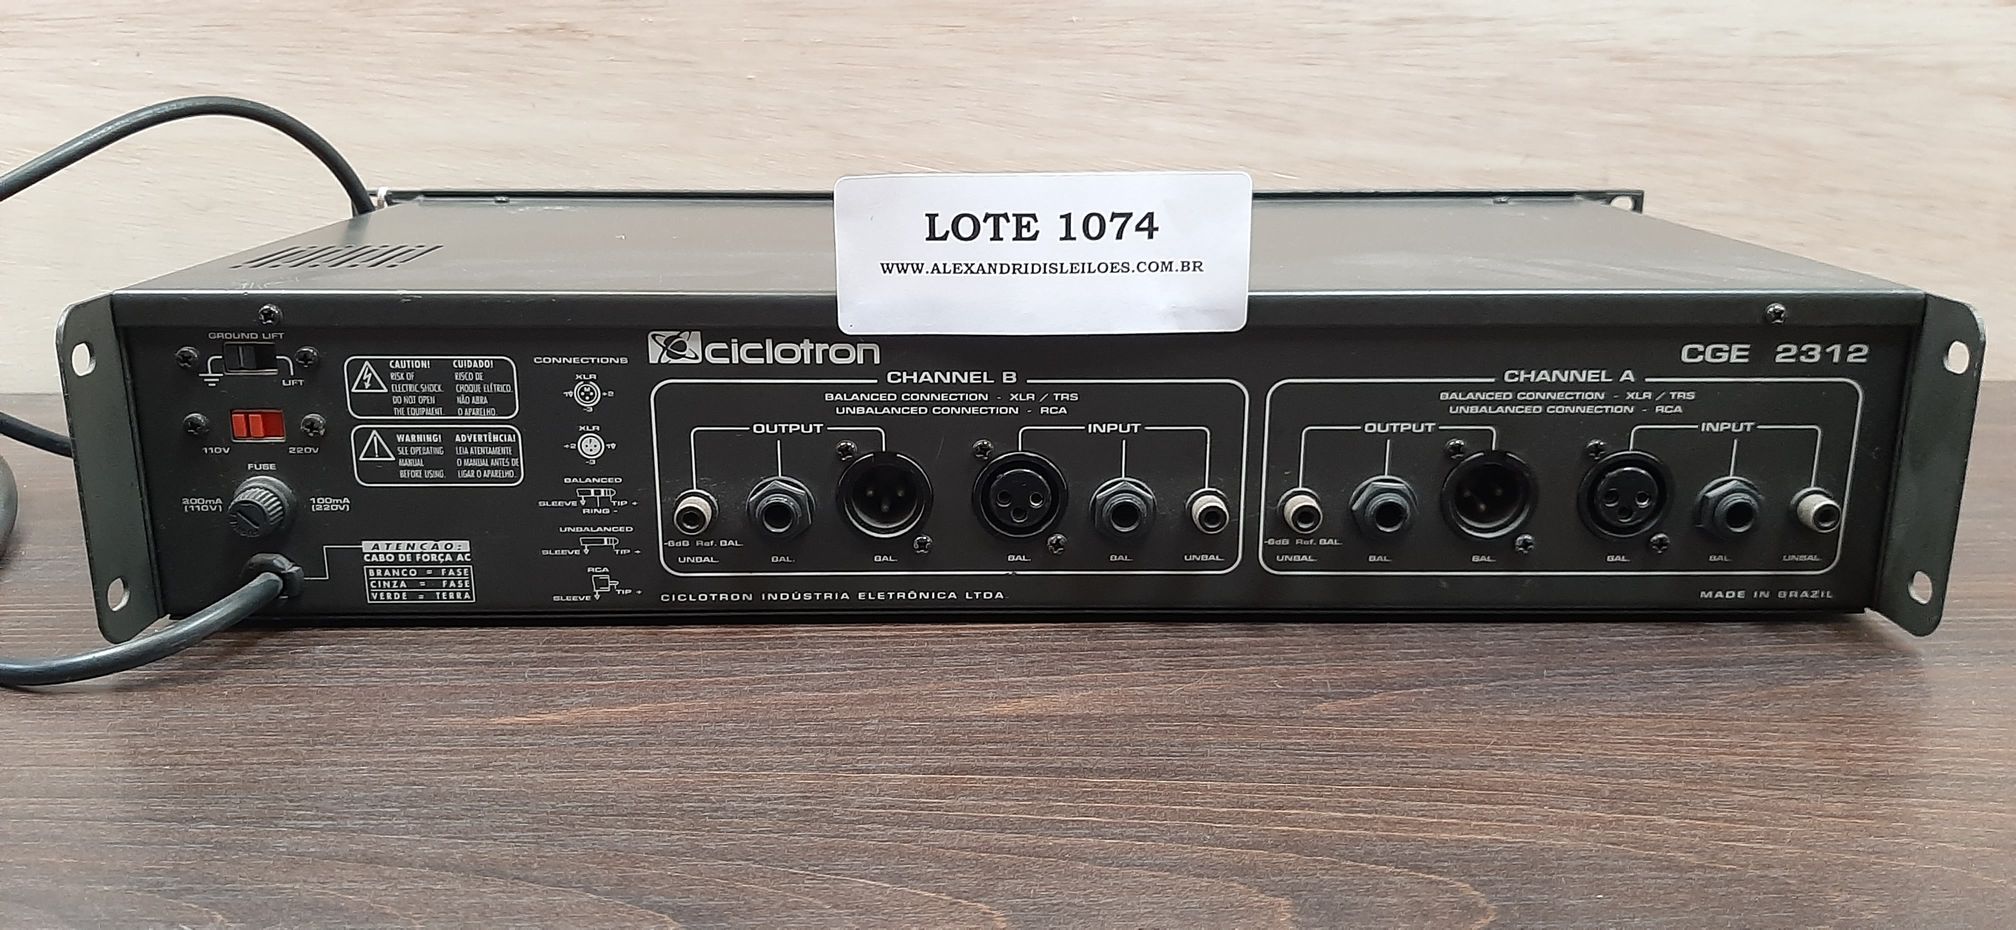 LOTE 1074
WWW.ALEXANDRIDISLEILOES.COM.BR
GROUND LIFT
LIFT
110V 220V
FUSE
200mA
(110V)
100mA
(220V)
CAUTION!
RISK OF
ELECTRIC SHOCK.
DO NOT OPEN
THE EQUIPMENT.
CUIDADO!
RISCO DE
CHOQUE ELÉTRICO.
NÃO ABRA
O APARELHO.
WARNING!
SEE OPERATING
MANUAL
BEFORE USING.
ADVERTÊNCIA!
LEIA ATENTAMENTE
O MANUAL ANTES DE
LIGAR O APARELHO.
ATENCÃO:
CABO DE FORÇA AC
BRANCO = FASE
CINZA = FASE
VERDE = TERRA
CONNECTIONS
XLR
XLR
BALANCED
SLEEVE TIP +
RING -
UNBALANCED
SLEEVE TIP +
RCA
SLEEVE TIP +
ciclotron
CGE 2312
CHANNEL B
BALANCED CONNECTION - XLR / TRS
UNBALANCED CONNECTION - RCA
OUTPUT INPUT
-6dB Ref. BAL.
UNBAL. BAL. BAL. BAL. BAL. UNBAL.
CHANNEL A
BALANCED CONNECTION - XLR / TRS
UNBALANCED CONNECTION - RCA
OUTPUT INPUT
-6dB Ref. BAL.
UNBAL. BAL. BAL. BAL. BAL. UNBAL.
CICLOTRON INDÚSTRIA ELETRÔNICA LTDA.
MADE IN BRAZIL